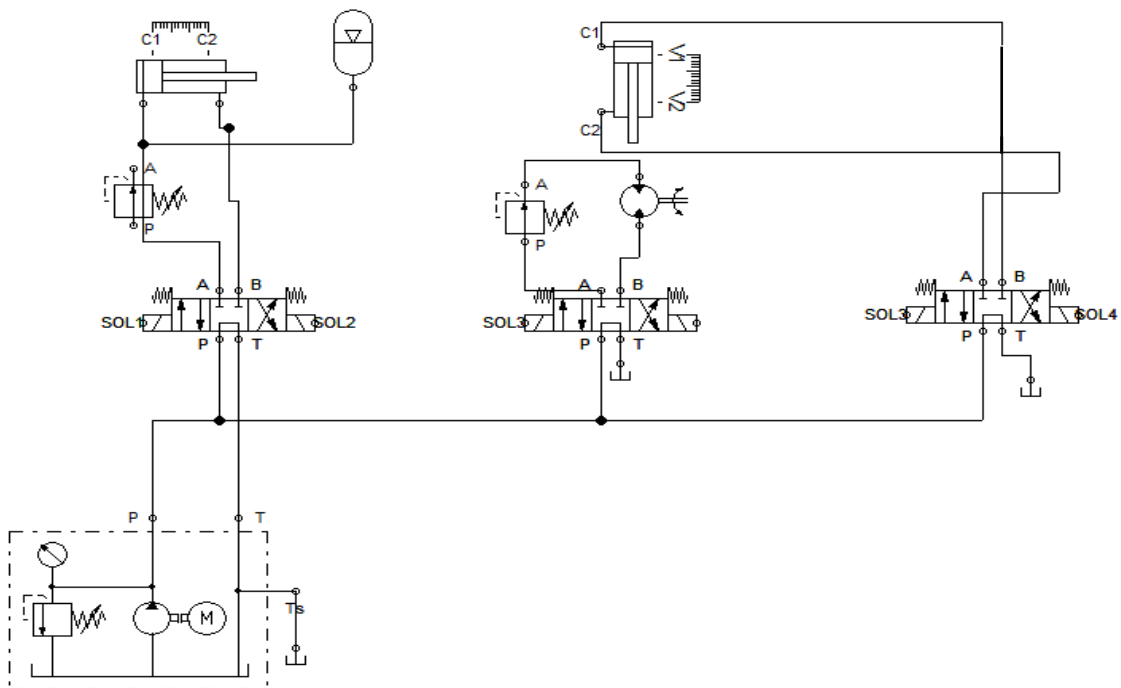 C1 C2
C1
V1
V2
C2
A
P
A
P
A B
SOL1 SOL2
P T
A B
SOL3
P T
A B
SOL3 SOL4
P T
P T
M
Ts